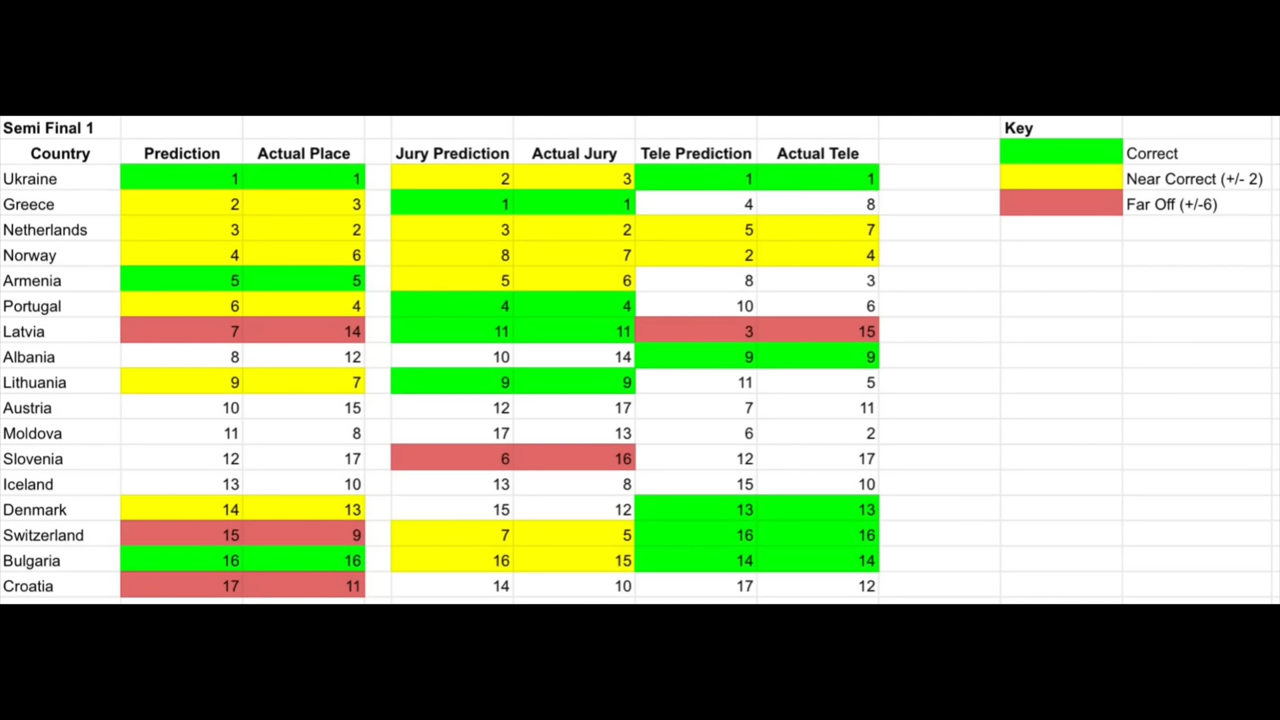 Semi Final 1 Key
Country Prediction Actual Place Jury Prediction Actual Jury Tele Prediction Actual Tele Correct
Ukraine 1 1 2 3 1 1 Near Correct (+/- 2)
Greece 2 3 1 1 4 8 Far Off (+/-6)
Netherlands 3 2 3 2 5 7
Norway 4 6 8 7 2 4
Armenia 5 5 5 6 8 3
Portugal 6 4 4 4 10 6
Latvia 7 14 11 11 3 15
Albania 8 12 10 14 9 9
Lithuania 9 7 9 9 11 5
Austria 10 15 12 17 7 11
Moldova 11 8 17 13 6 2
Slovenia 12 17 6 16 12 17
Iceland 13 10 13 8 15 10
Denmark 14 13 15 12 13 13
Switzerland 15 9 7 5 16 16
Bulgaria 16 16 16 15 14 14
Croatia 17 11 14 10 17 12